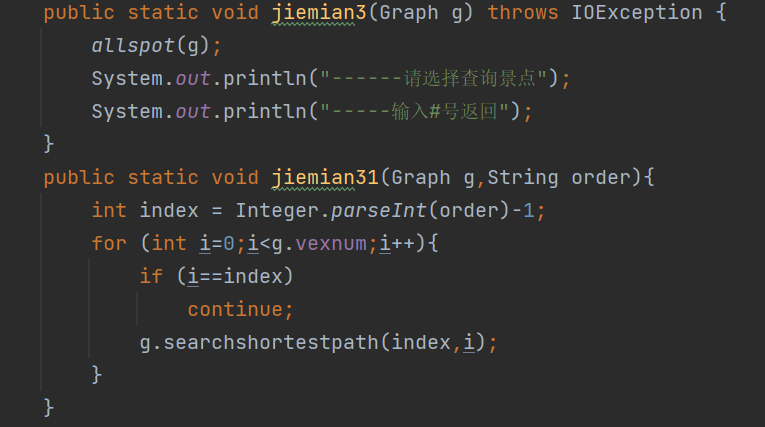 public static void jiemian3(Graph g) throws IOException {
    allspot(g);
    System.out.println("------请选择查询景点");
    System.out.println("-----输入#号返回");
}
public static void jiemian31(Graph g,String order){
    int index = Integer.parseInt(order)-1;
    for (int i=0;i<g.vexnum;i++){
        if (i==index)
            continue;
        g.searchshortestpath(index,i);
    }
}